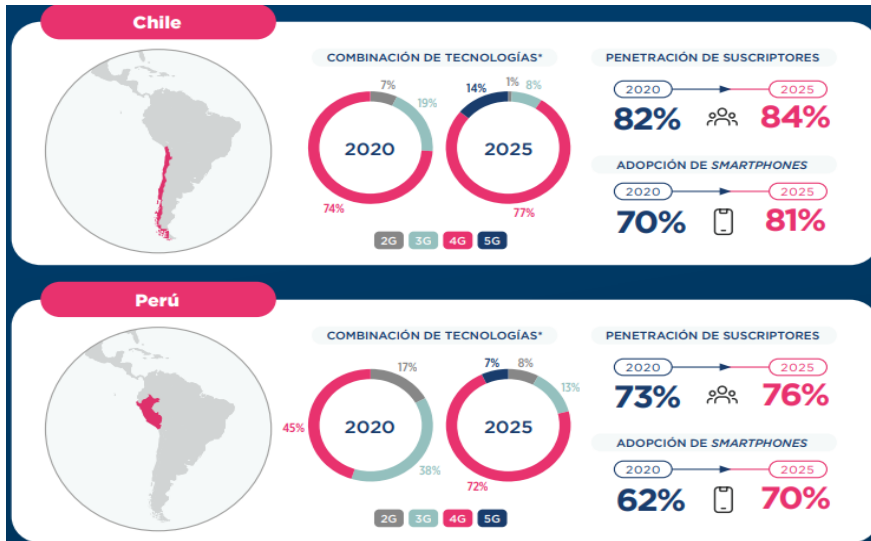 Chile
COMBINACIÓN DE TECNOLOGÍAS*
7%
19%
2020
74%
14%
1%
8%
2025
77%
2G 3G 4G 5G
PENETRACIÓN DE SUSCRIPTORES
2020 2025
82% 84%
ADOPCIÓN DE SMARTPHONES
2020 2025
70% 81%
Perú
COMBINACIÓN DE TECNOLOGÍAS*
17%
45%
2020
38%
7%
8%
13%
2025
72%
2G 3G 4G 5G
PENETRACIÓN DE SUSCRIPTORES
2020 2025
73% 76%
ADOPCIÓN DE SMARTPHONES
2020 2025
62% 70%